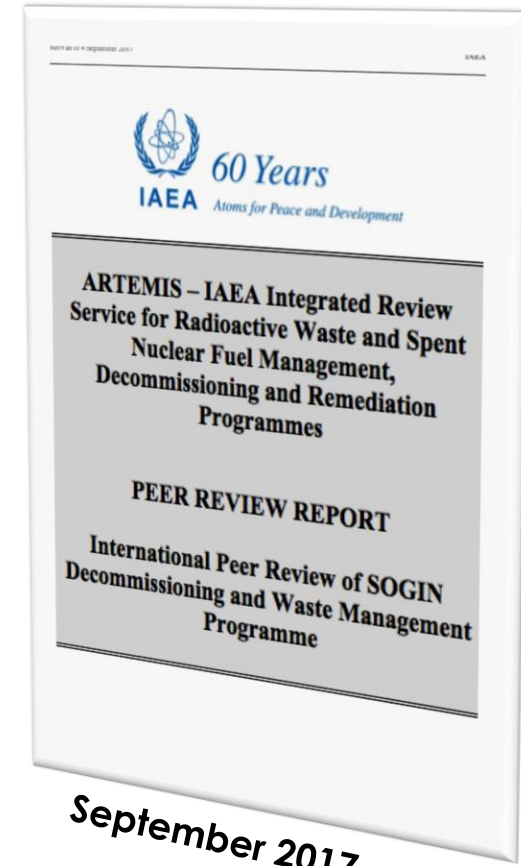 IAEA
60 Years
IAEA
Atoms for Peace and Development
ARTEMIS – IAEA Integrated Review
Service for Radioactive Waste and Spent
Nuclear Fuel Management,
Decommissioning and Remediation
Programmes
PEER REVIEW REPORT
International Peer Review of SOGIN
Decommissioning and Waste Management
Programme
September 2017